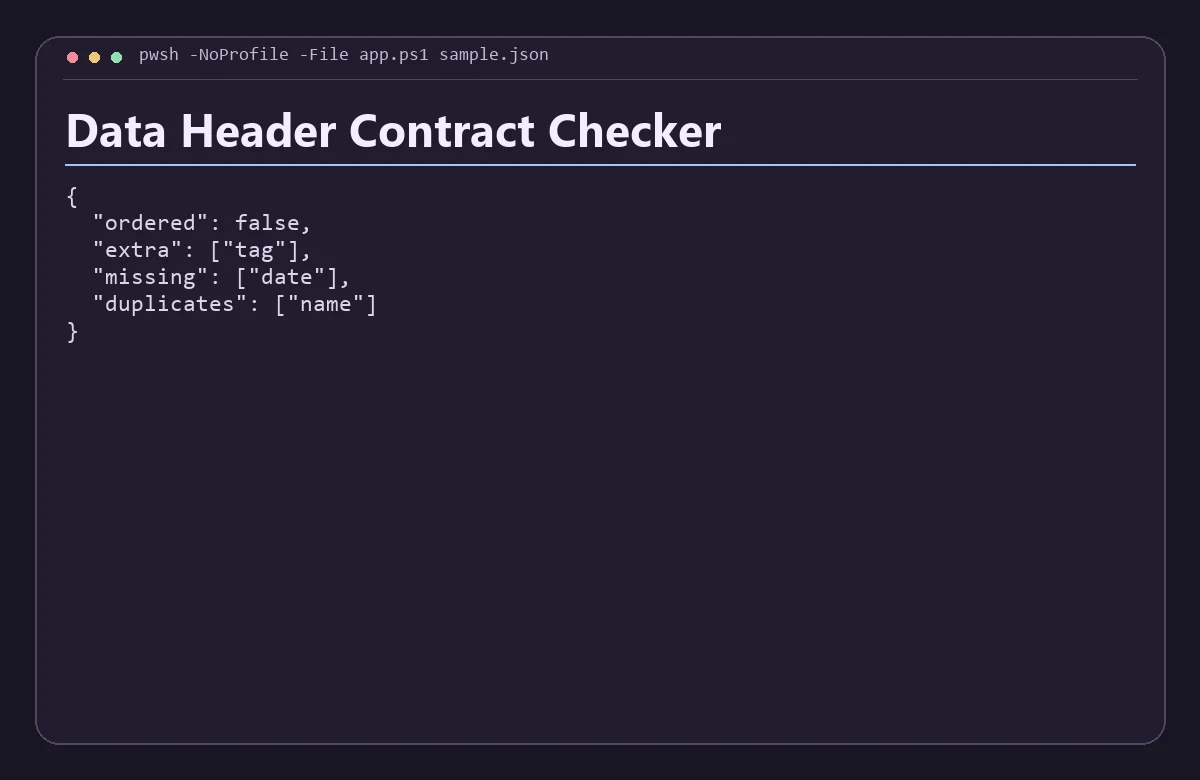 pwsh -NoProfile -File app.ps1 sample.json
Data Header Contract Checker
{
  "ordered": false,
  "extra": ["tag"],
  "missing": ["date"],
  "duplicates": ["name"]
}